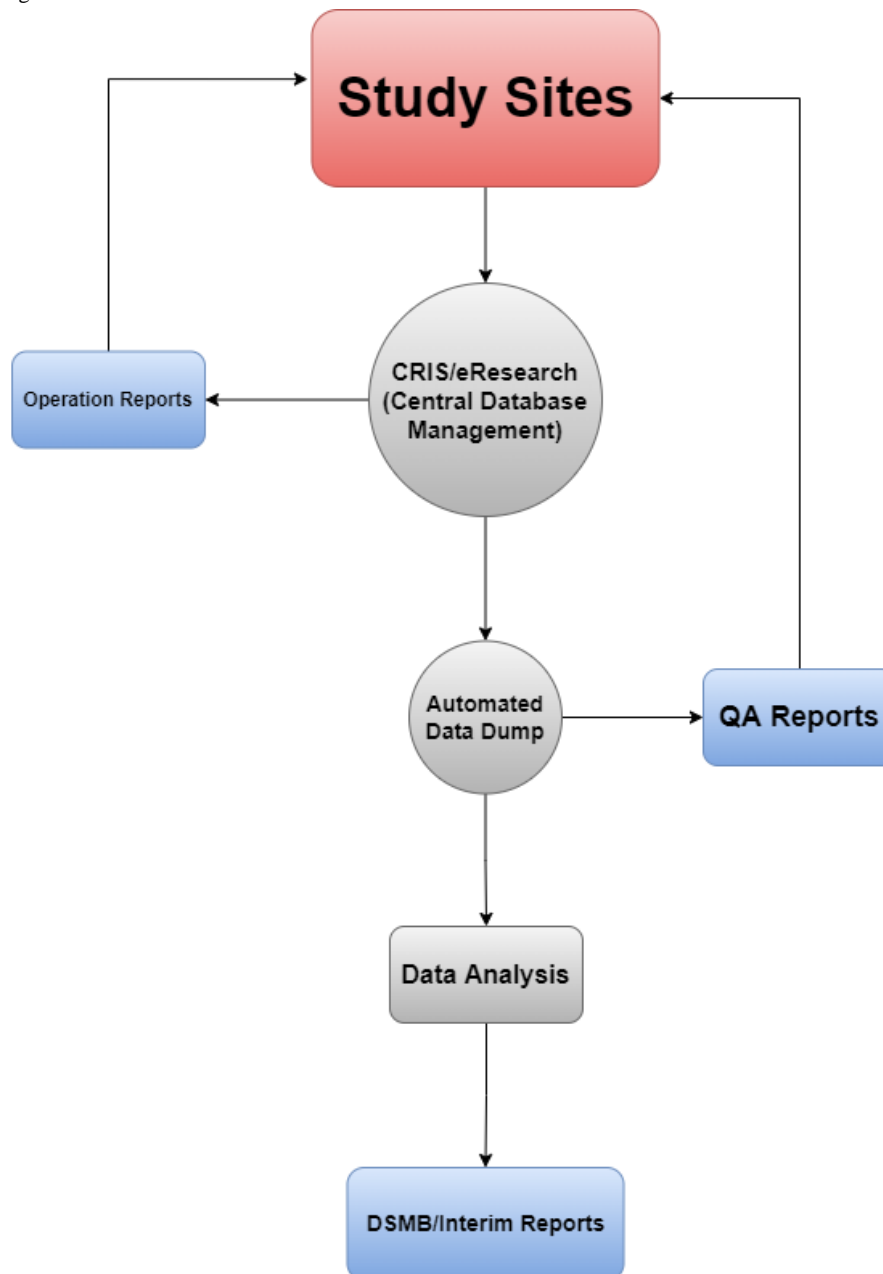 Study Sites
CRIS/eResearch
(Central Database
Management)
Operation Reports
Automated
Data Dump
QA Reports
Data Analysis
DSMB/Interim Reports